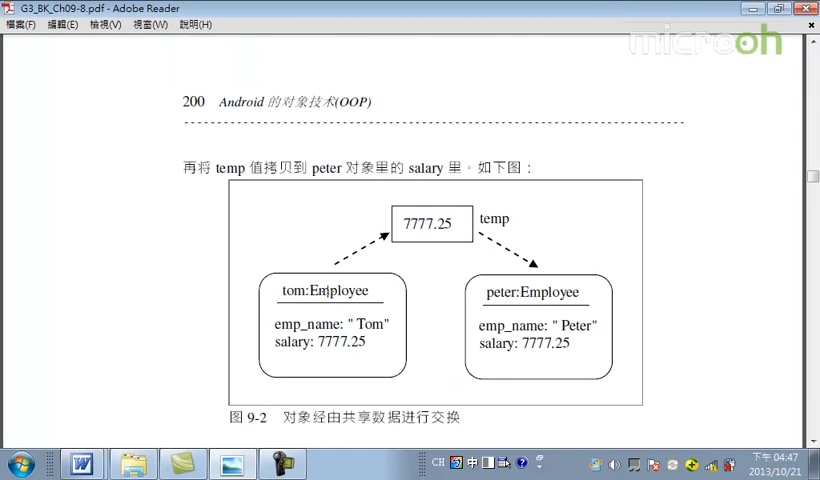 G3_BK_Ch09-8.pdf - Adobe Reader
檔案(F) 編輯(E) 檢視(V) 視窗(W) 說明(H)
microoh
200 Android 的对象技术(OOP)
再将 temp 值拷贝到 peter 对象里的 salary 里。如下图：
7777.25 temp
tom:Employee
emp_name: " Tom"
salary: 7777.25
peter:Employee
emp_name: " Peter"
salary: 7777.25
图 9-2 对象经由共享数据进行交换
CH 中
下午 04:47
2013/10/21